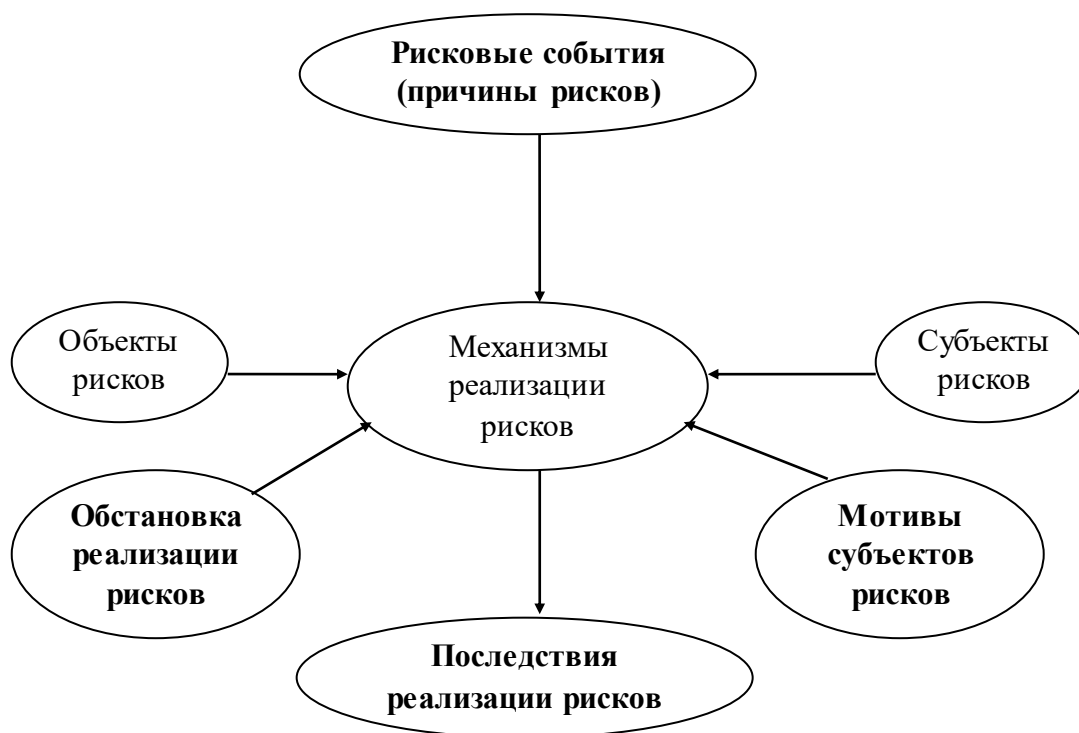 Рисковые события
(причины рисков)
Объекты
рисков
Механизмы
реализации
рисков
Субъекты
рисков
Обстановка
реализации
рисков
Мотивы
субъектов
рисков
Последствия
реализации рисков